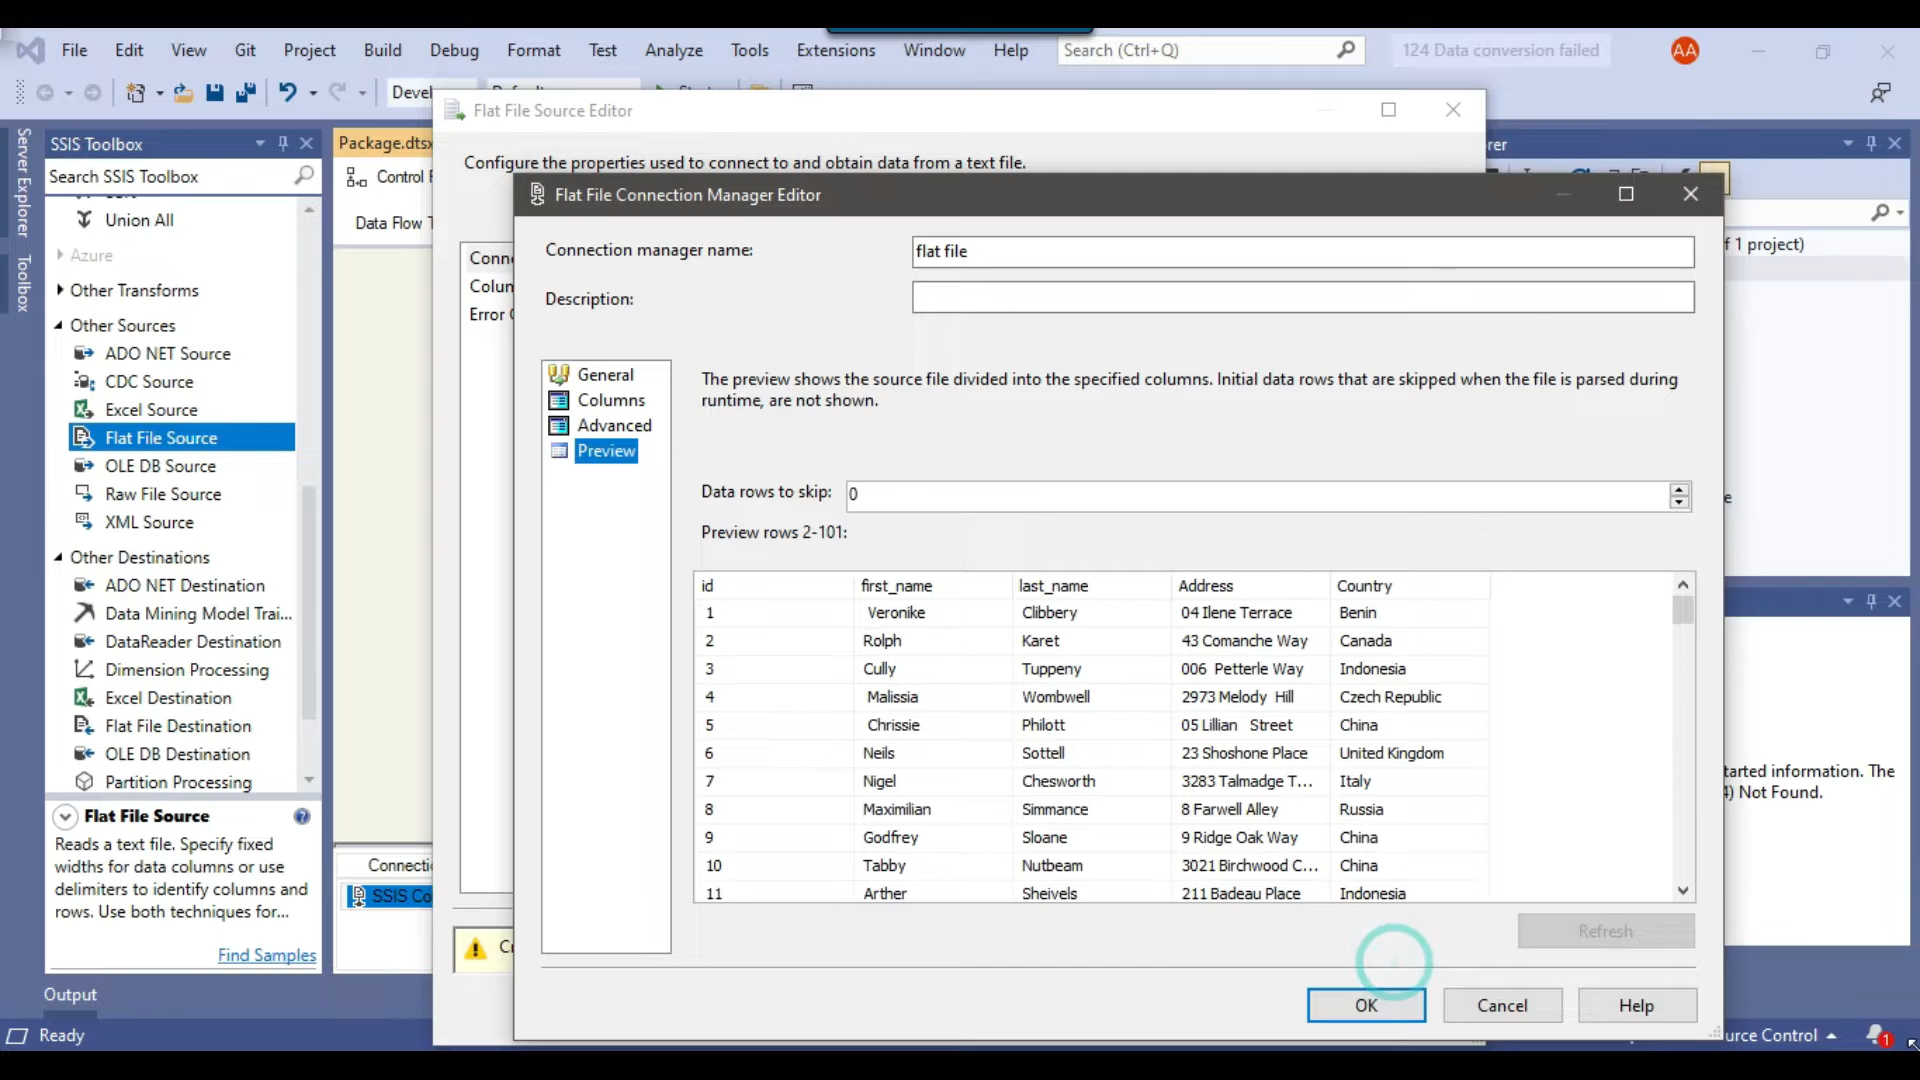 File Edit View Git Project Build Debug Format Test Analyze Tools Extensions Window Help Search (Ctrl+Q) 124 Data conversion failed AA
Flat File Source Editor
SSIS Toolbox
Package.dtsx
Configure the properties used to connect to and obtain data from a text file.
Search SSIS Toolbox
Server Explorer
Toolbox
Union All
Azure
Other Transforms
Other Sources
ADO NET Source
CDC Source
Excel Source
Flat File Source
OLE DB Source
Raw File Source
XML Source
Other Destinations
ADO NET Destination
Data Mining Model Trai...
DataReader Destination
Dimension Processing
Excel Destination
Flat File Destination
OLE DB Destination
Partition Processing
Flat File Source
Reads a text file. Specify fixed
widths for data columns or use
delimiters to identify columns and
rows. Use both techniques for...
Find Samples
Output
Ready
Data Flow
Error
SSIS
Flat File Connection Manager Editor
Connection manager name: flat file
Description:
General
Columns
Advanced
Preview
The preview shows the source file divided into the specified columns. Initial data rows that are skipped when the file is parsed during
runtime, are not shown.
Data rows to skip: 0
Preview rows 2-101:
id first_name last_name Address Country
1 Veronike Clibbery 04 Ilene Terrace Benin
2 Rolph Karet 43 Comanche Way Canada
3 Cully Tuppeny 006 Petterle Way Indonesia
4 Malissia Wombwell 2973 Melody Hill Czech Republic
5 Chrissie Philott 05 Lillian Street China
6 Neils Sottell 23 Shoshone Place United Kingdom
7 Nigel Chesworth 3283 Talmadge T... Italy
8 Maximilian Simmance 8 Farwell Alley Russia
9 Godfrey Sloane 9 Ridge Oak Way China
10 Tabby Nutbeam 3021 Birchwood C... China
11 Arther Sheivels 211 Badeau Place Indonesia
Refresh
OK Cancel Help
f 1 project)
tarted information. The
4) Not Found.
urce Control
1